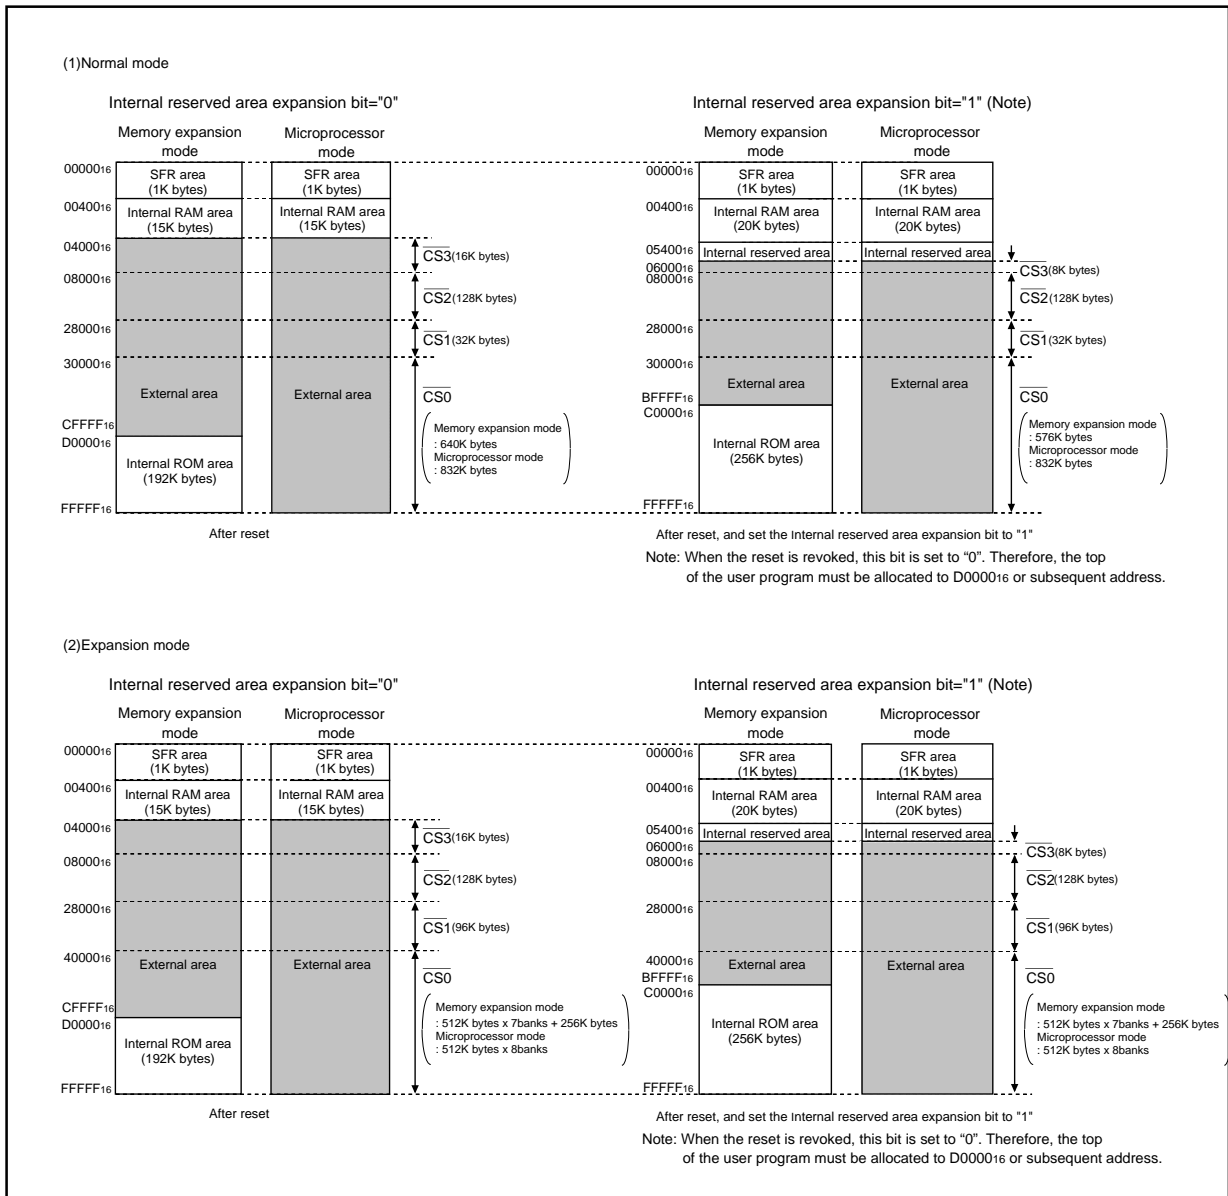 (1)Normal mode
Internal reserved area expansion bit="0"
Memory expansion
mode
Microprocessor
mode
0000016
SFR area
(1K bytes)
SFR area
(1K bytes)
0040016
Internal RAM area
(15K bytes)
Internal RAM area
(15K bytes)
0400016
CS3(16K bytes)
0800016
CS2(128K bytes)
2800016
CS1(32K bytes)
3000016
External area
External area
CS0
CFFFF16
D000016
Memory expansion mode
: 640K bytes
Microprocessor mode
: 832K bytes
Internal ROM area
(192K bytes)
FFFFF16
After reset
Internal reserved area expansion bit="1" (Note)
Memory expansion
mode
Microprocessor
mode
0000016
SFR area
(1K bytes)
SFR area
(1K bytes)
0040016
Internal RAM area
(20K bytes)
Internal RAM area
(20K bytes)
0540016
Internal reserved area
Internal reserved area
0600016
CS3(8K bytes)
0800016
CS2(128K bytes)
2800016
CS1(32K bytes)
3000016
External area
External area
CS0
BFFFF16
C000016
Memory expansion mode
: 576K bytes
Microprocessor mode
: 832K bytes
Internal ROM area
(256K bytes)
FFFFF16
After reset, and set the Internal reserved area expansion bit to "1"
Note: When the reset is revoked, this bit is set to “0”. Therefore, the top
of the user program must be allocated to D000016 or subsequent address.
(2)Expansion mode
Internal reserved area expansion bit="0"
Memory expansion
mode
Microprocessor
mode
0000016
SFR area
(1K bytes)
SFR area
(1K bytes)
0040016
Internal RAM area
(15K bytes)
Internal RAM area
(15K bytes)
0400016
CS3(16K bytes)
0800016
CS2(128K bytes)
2800016
CS1(96K bytes)
4000016
External area
External area
CS0
CFFFF16
D000016
Memory expansion mode
: 512K bytes x 7banks + 256K bytes
Microprocessor mode
: 512K bytes x 8banks
Internal ROM area
(192K bytes)
FFFFF16
After reset
Internal reserved area expansion bit="1" (Note)
Memory expansion
mode
Microprocessor
mode
0000016
SFR area
(1K bytes)
SFR area
(1K bytes)
0040016
Internal RAM area
(20K bytes)
Internal RAM area
(20K bytes)
0540016
Internal reserved area
Internal reserved area
0600016
CS3(8K bytes)
0800016
CS2(128K bytes)
2800016
CS1(96K bytes)
4000016
External area
External area
CS0
BFFFF16
C000016
Memory expansion mode
: 512K bytes x 7banks + 256K bytes
Microprocessor mode
: 512K bytes x 8banks
Internal ROM area
(256K bytes)
FFFFF16
After reset, and set the Internal reserved area expansion bit to "1"
Note: When the reset is revoked, this bit is set to “0”. Therefore, the top
of the user program must be allocated to D000016 or subsequent address.